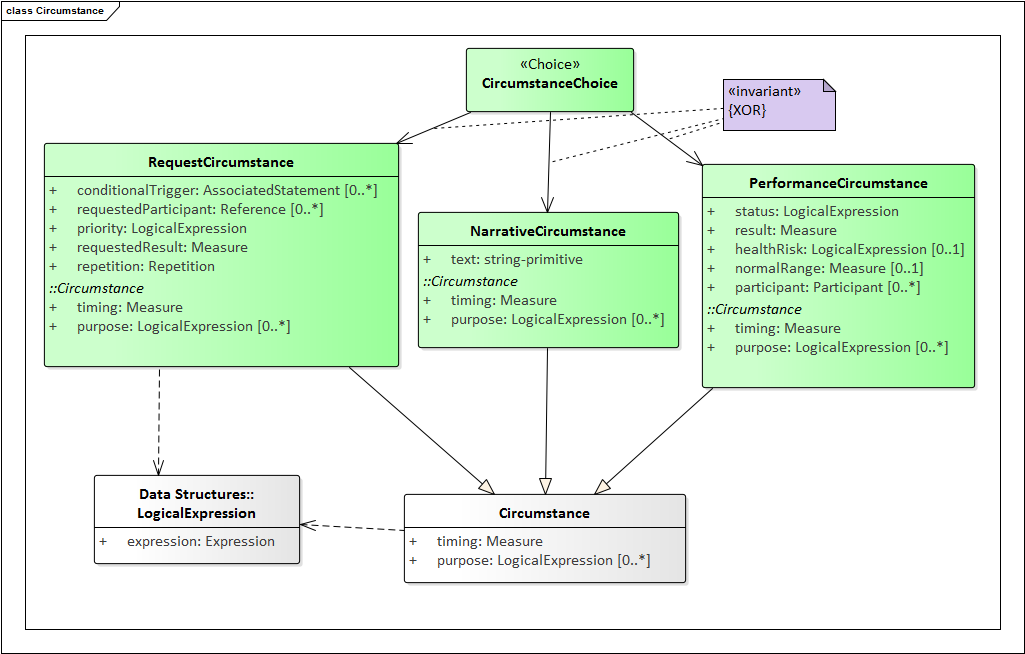 class Circumstance
«Choice»
CircumstanceChoice
«invariant»
{XOR}
RequestCircumstance
+ conditionalTrigger: AssociatedStatement [0..*]
+ requestedParticipant: Reference [0..*]
+ priority: LogicalExpression
+ requestedResult: Measure
+ repetition: Repetition
::Circumstance
+ timing: Measure
+ purpose: LogicalExpression [0..*]
NarrativeCircumstance
+ text: string-primitive
::Circumstance
+ timing: Measure
+ purpose: LogicalExpression [0..*]
PerformanceCircumstance
+ status: LogicalExpression
+ result: Measure
+ healthRisk: LogicalExpression [0..1]
+ normalRange: Measure [0..1]
+ participant: Participant [0..*]
::Circumstance
+ timing: Measure
+ purpose: LogicalExpression [0..*]
Data Structures::
LogicalExpression
+ expression: Expression
Circumstance
+ timing: Measure
+ purpose: LogicalExpression [0..*]